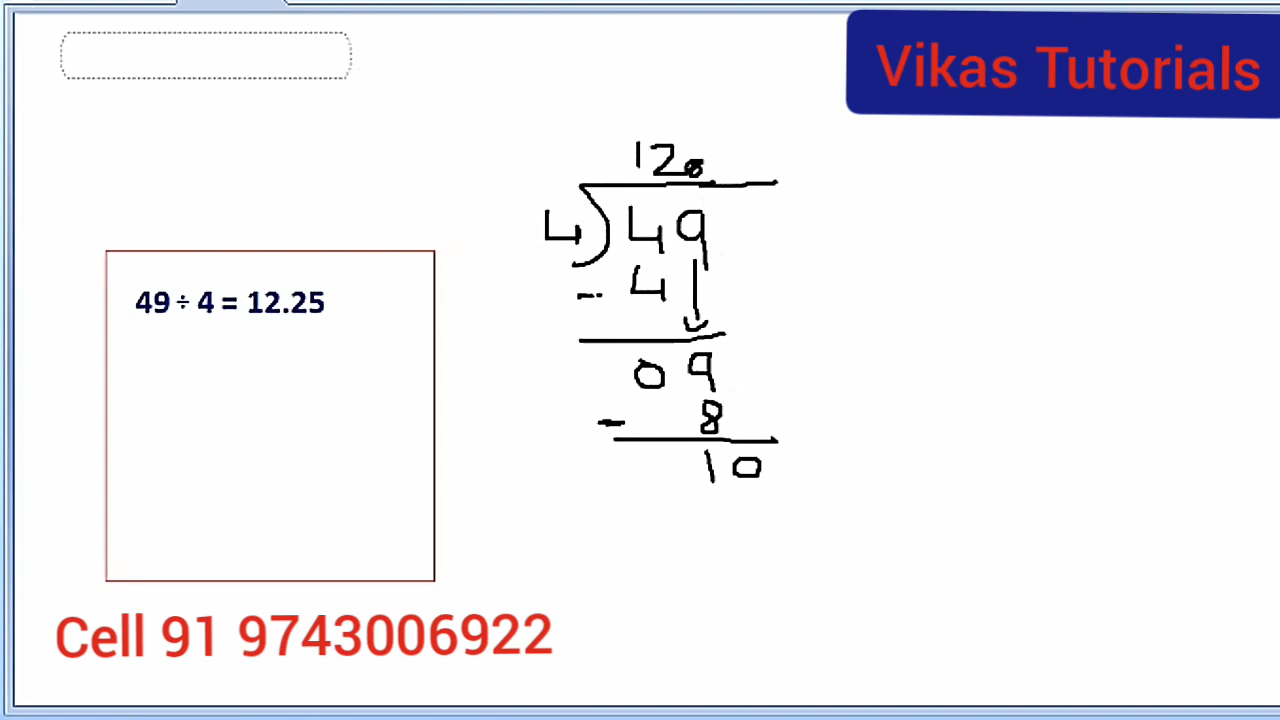 Vikas Tutorials
12.
4) 49
- 4
09
- 8
10
49 ÷ 4 = 12.25
Cell 91 9743006922